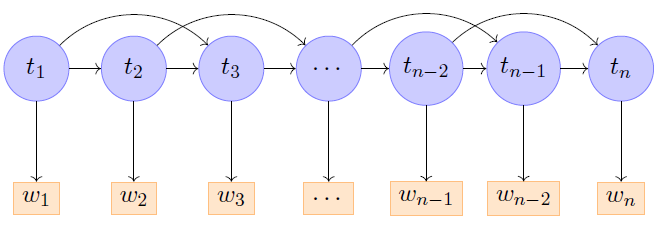 t₁ t₂ t₃ ⋯ tₙ₋₂ tₙ₋₁ tₙ
w₁ w₂ w₃ ⋯ wₙ₋₁ wₙ₋₂ wₙ